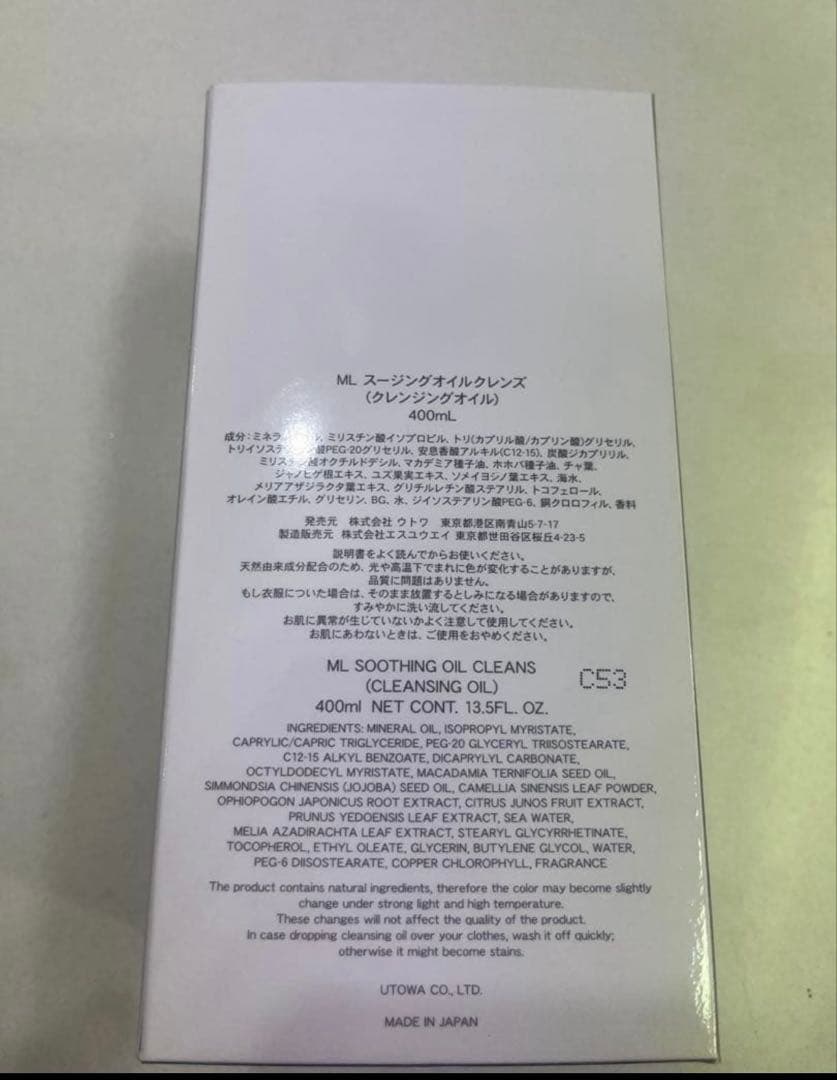 ML スージングオイルクレンズ
(クレンジングオイル)
400mL
成分：ミネラル, ミリスチン酸イソプロピル, トリ(カプリル酸/カプリン酸)グリセリル,
トリイソステ酸PEG-20グリセリル, 安息香酸アルキル(C12-15), 炭酸ジカプリリル,
ミリスチン酸オクチルドデシル, マカデミア種子油, ホホバ種子油, チャ葉,
ジャノヒゲ根エキス, ユズ果実エキス, ソメイヨシノ葉エキス, 海水,
メリアアザジラクタ葉エキス, グリチルレチン酸ステアリル, トコフェロール,
オレイン酸エチル, グリセリン, BG, 水, ジイソステアリン酸PEG-6, 銅クロロフィル, 香料
発売元 株式会社 ウトワ 東京都港区南青山5-7-17
製造販売元 株式会社エスユウエイ 東京都世田谷区桜丘4-23-5
説明書をよく読んでからお使いください。
天然由来成分配合のため、光や高温下でまれに色が変化することがありますが、
品質に問題はありません。
もし衣服についた場合は、そのまま放置するとしみになる場合がありますので、
すみやかに洗い流してください。
お肌に異常が生じていないかよく注意して使用してください。
お肌にあわないときは、ご使用をおやめください。
ML SOOTHING OIL CLEANS
(CLEANSING OIL)
C53
400ml NET CONT. 13.5FL. OZ.
INGREDIENTS: MINERAL OIL, ISOPROPYL MYRISTATE,
CAPRYLIC/CAPRIC TRIGLYCERIDE, PEG-20 GLYCERYL TRIISOSTEARATE,
C12-15 ALKYL BENZOATE, DICAPRYLYL CARBONATE,
OCTYLDODECYL MYRISTATE, MACADAMIA TERNIFOLIA SEED OIL,
SIMMONDSIA CHINENSIS (JOJOBA) SEED OIL, CAMELLIA SINENSIS LEAF POWDER,
OPHIOPOGON JAPONICUS ROOT EXTRACT, CITRUS JUNOS FRUIT EXTRACT,
PRUNUS YEDOENSIS LEAF EXTRACT, SEA WATER,
MELIA AZADIRACHTA LEAF EXTRACT, STEARYL GLYCYRRHETINATE,
TOCOPHEROL, ETHYL OLEATE, GLYCERIN, BUTYLENE GLYCOL, WATER,
PEG-6 DIISOSTEARATE, COPPER CHLOROPHYLL, FRAGRANCE
The product contains natural ingredients, therefore the color may become slightly
change under strong light and high temperature.
These changes will not affect the quality of the product.
In case dropping cleansing oil over your clothes, wash it off quickly;
otherwise it might become stains.
UTOWA CO., LTD.
MADE IN JAPAN